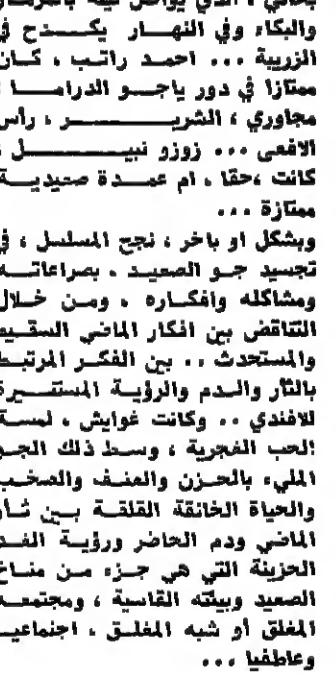 والبكاء وفي النهار يكدح في
الزريبة ... احمد راتب ، كان
ممتازا في دور ياجو الدراما ؛
مجاوري ، الشرير ، رأس
الافعى ... زوزو نبيل ،
كانت ،حقا ، ام عمدة صعيدية
ممتازة ...
وبشكل او باخر ، نجح المسلسل ، في
تجسيد جو الصعيد ، بصراعاته
ومشاكله وافكاره ، ومن خلال
التناقض بين افكار الماضي السقيم
والمستحدث .. بين الفكر المرتبط
بالثأر والدم والرؤية المستنيرة
للافندي .. وكانت غوايش ، لمسة
الحب الغجرية ، وسط ذلك الجو
المليء بالحزن والعنف والصخب
والحياة الخانقة القلقة بين ثأر
الماضي ودم الحاضر ورؤية الغد
الحزينة التي هي جزء من مناخ
الصعيد وبيئته القاسية ، ومجتمعه
المغلق أو شبه المغلق ، اجتماعيا
وعاطفيا ...